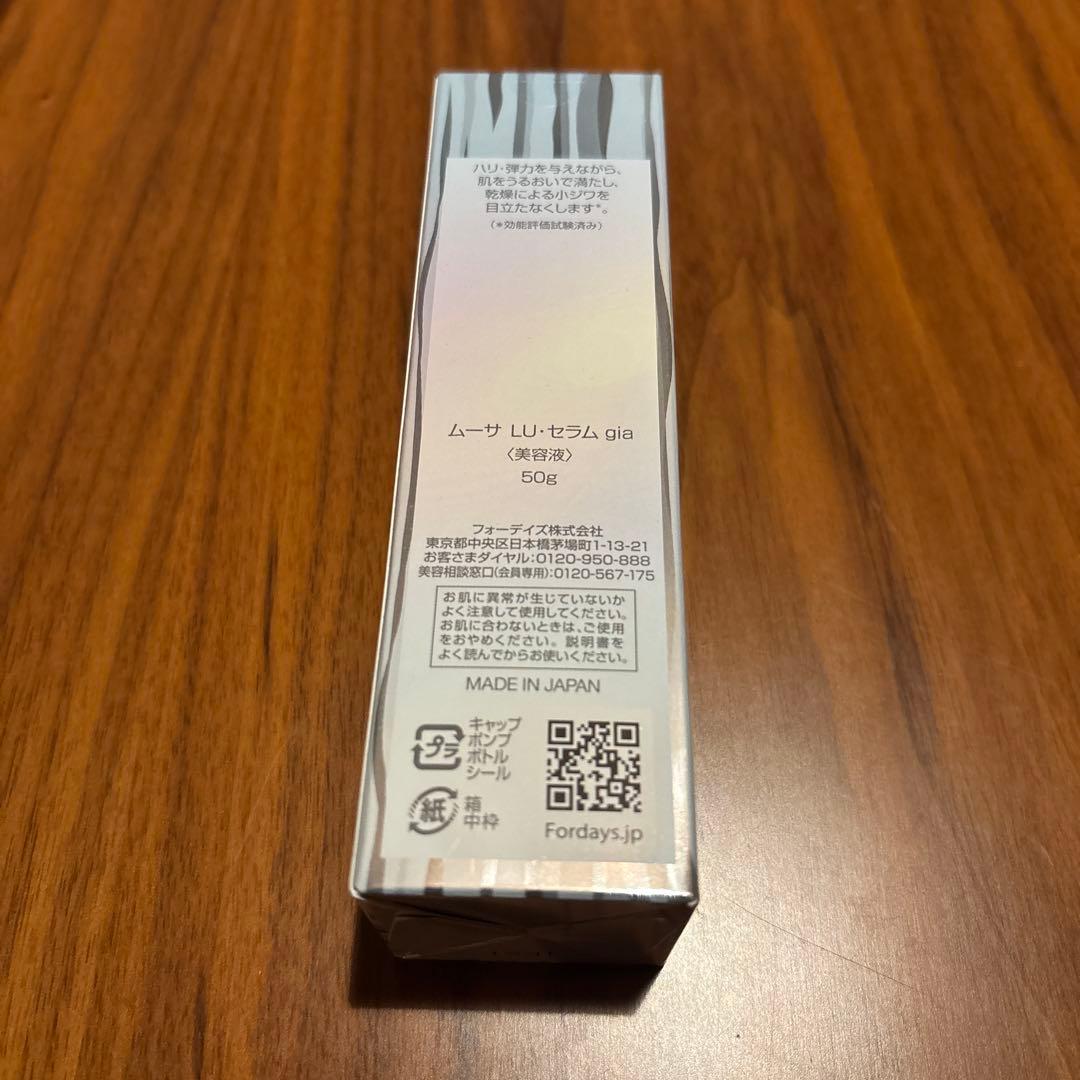 ハリ・弾力を与えながら、
肌をうるおいで満たし、
乾燥による小ジワを
目立たなくします*。
(*効能評価試験済み)
ムーサ LU・セラム gia
〈美容液〉
50g
フォーデイズ株式会社
東京都中央区日本橋茅場町1-13-21
お客さまダイヤル:0120-950-888
美容相談窓口(会員専用):0120-567-175
お肌に異常が生じていないか
よく注意して使用してください。
お肌に合わないときは、ご使用
をおやめください。説明書を
よく読んでからお使いください。
MADE IN JAPAN
プラ
キャップ
ポンプ
ボトル
シール
紙
箱
中枠
Fordays.jp